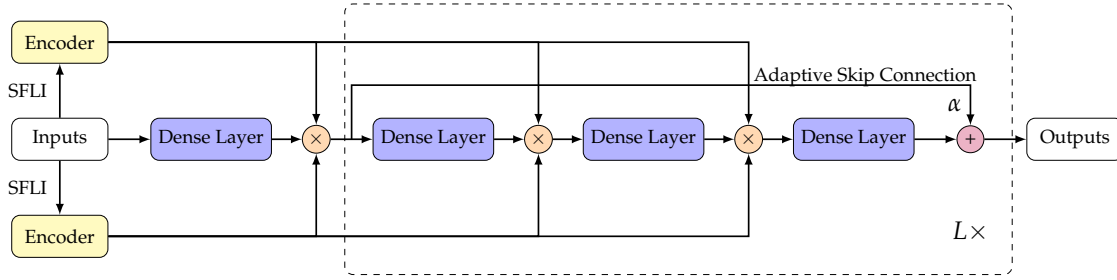 Encoder
SFLI
Adaptive Skip Connection
α
Inputs
Dense Layer
×
Dense Layer
×
Dense Layer
×
Dense Layer
+
Outputs
SFLI
Encoder
L×